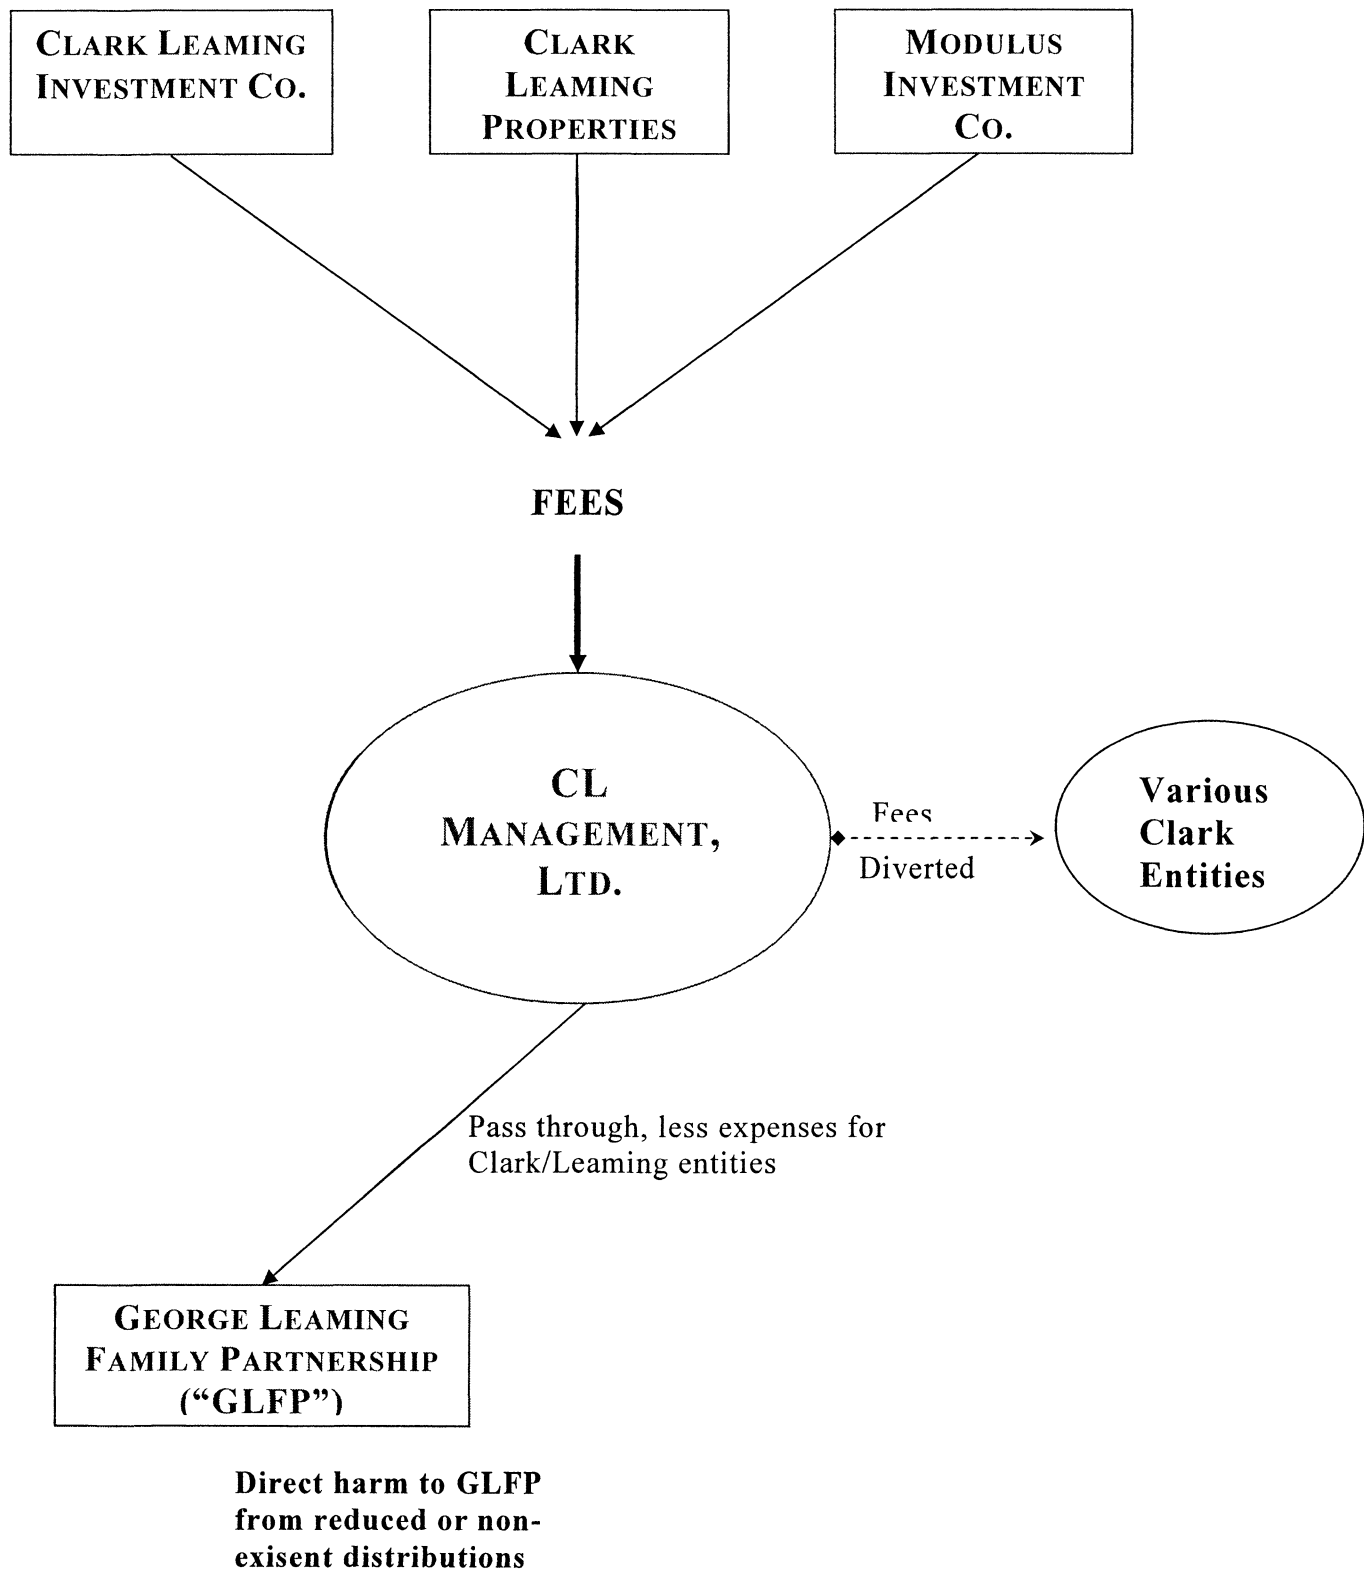 CLARK LEAMING
INVESTMENT CO.
CLARK
LEAMING
PROPERTIES
MODULUS
INVESTMENT
CO.
FEES
CL
MANAGEMENT,
LTD.
Fees
Diverted
Various
Clark
Entities
Pass through, less expenses for
Clark/Leaming entities
GEORGE LEAMING
FAMILY PARTNERSHIP
(“GLFP”)
Direct harm to GLFP
from reduced or non-
exisent distributions